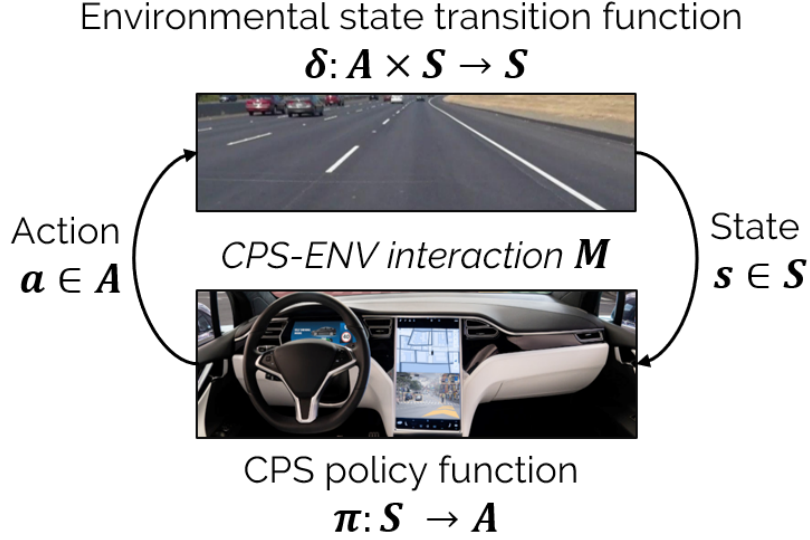 Environmental state transition function
δ: A × S → S
Action
a ∈ A
CPS-ENV interaction M
State
s ∈ S
CPS policy function
π: S → A